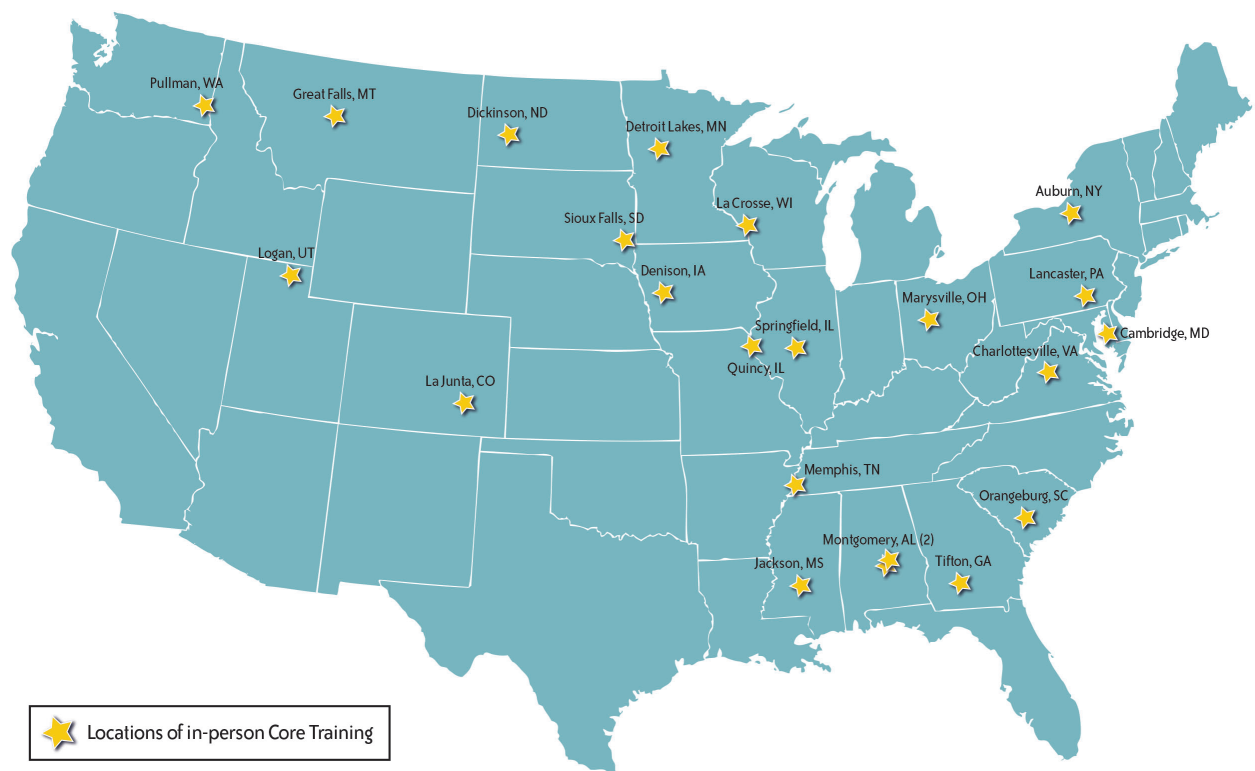 Pullman, WA
Great Falls, MT
Dickinson, ND
Detroit Lakes, MN
Auburn, NY
La Crosse, WI
Sioux Falls, SD
Logan, UT
Denison, IA
Lancaster, PA
Marysville, OH
Springfield, IL
Cambridge, MD
Charlottesville, VA
Quincy, IL
La Junta, CO
Memphis, TN
Orangeburg, SC
Montgomery, AL (2)
Jackson, MS
Tifton, GA
Locations of in-person Core Training